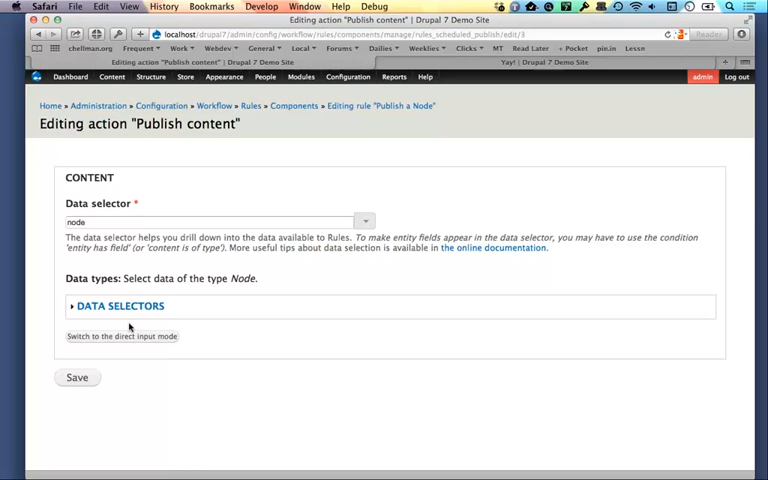 Safari File Edit View History Bookmarks Develop Window Help Debug
Editing action "Publish content" | Drupal 7 Demo Site
localhost/drupal7/admin/config/workflow/rules/components/manage/rules_scheduled_publish/edit/3
Reader
chellman.org Frequent Work Webdev General Local Forums Dailies Weeklies Clicks MT Read Later + Pocket pin.in Lessn
Editing action "Publish content" | Drupal 7 Demo Site
Yay! | Drupal 7 Demo Site
Dashboard Content Structure Store Appearance People Modules Configuration Reports Help admin Log out
Home » Administration » Configuration » Workflow » Rules » Components » Editing rule "Publish a Node"
Editing action "Publish content"
CONTENT
Data selector *
node
The data selector helps you drill down into the data available to Rules. To make entity fields appear in the data selector, you may have to use the condition
'entity has field' (or 'content is of type'). More useful tips about data selection is available in the online documentation.
Data types: Select data of the type Node.
DATA SELECTORS
Switch to the direct input mode
Save